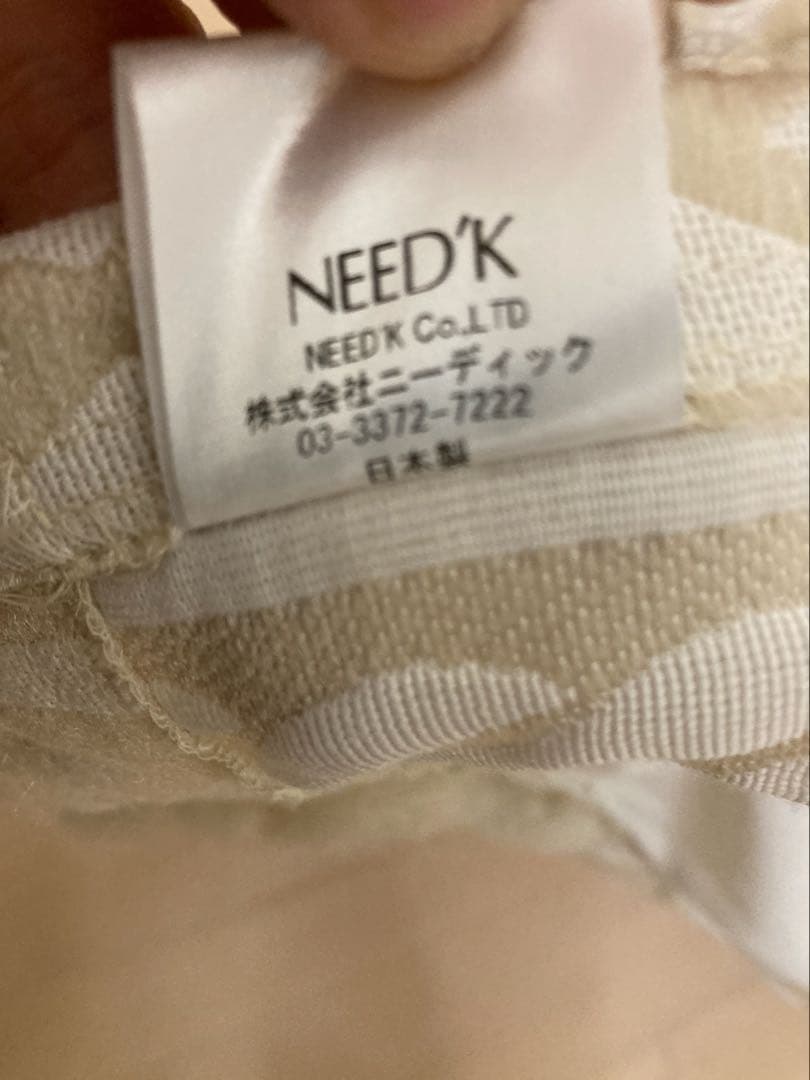 NEED'K
NEED'K Co.,LTD
株式会社ニーディック
03-3372-7222
日本製